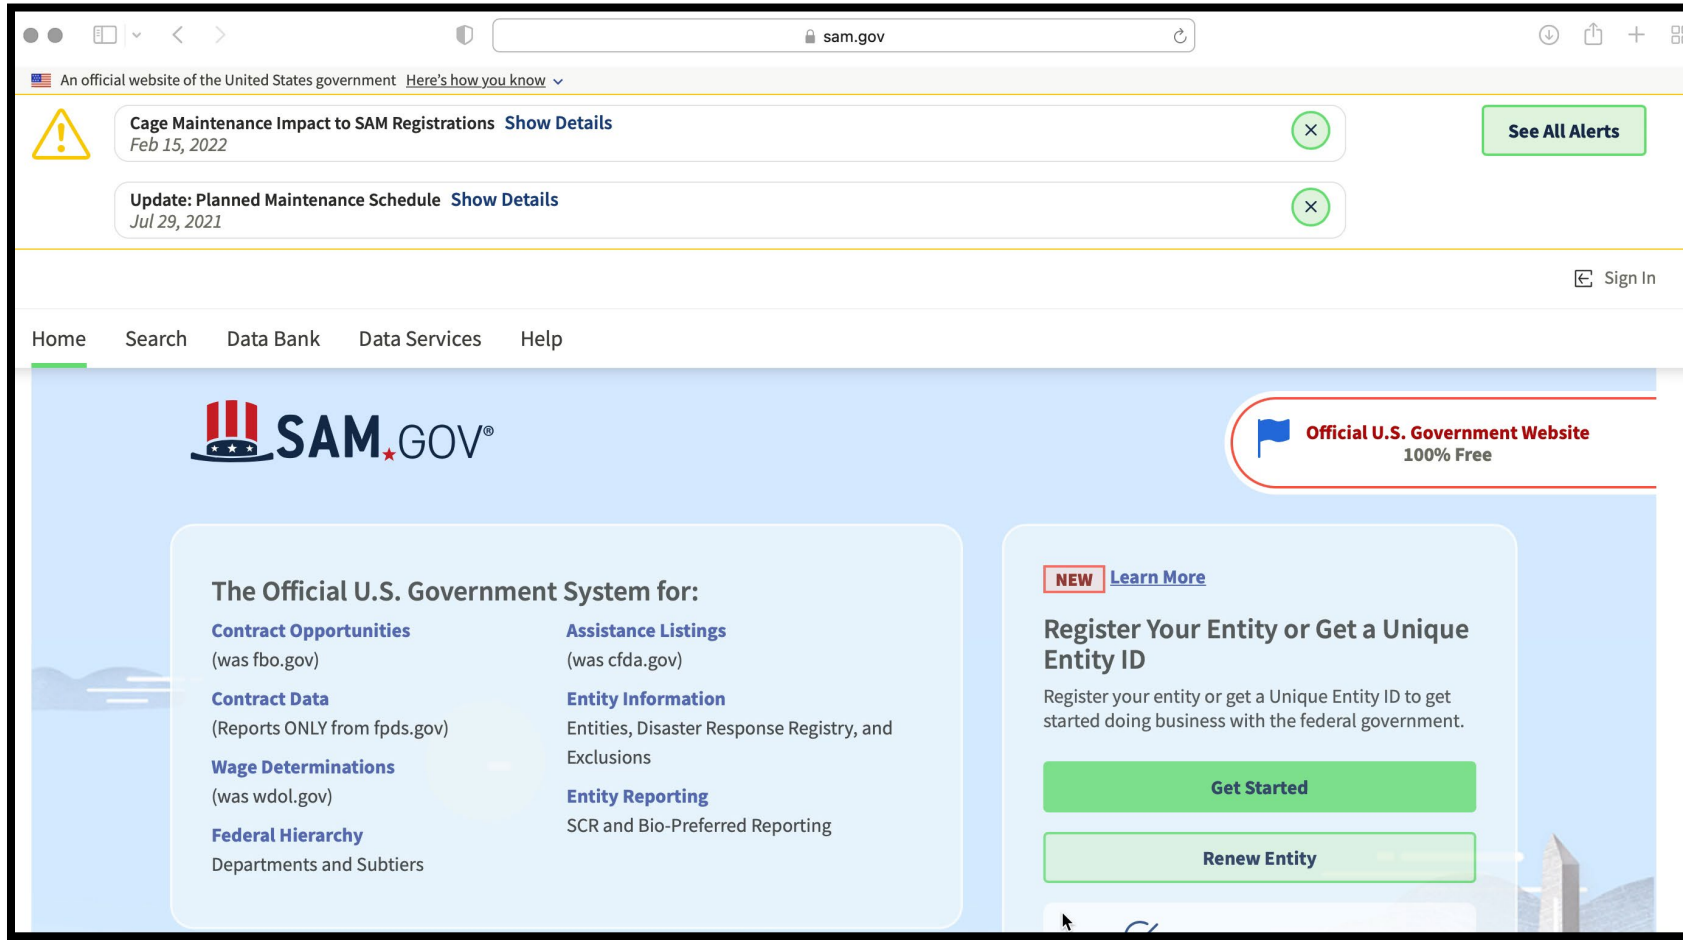 sam.gov
An official website of the United States government Here's how you know
Cage Maintenance Impact to SAM Registrations Show Details
Feb 15, 2022
See All Alerts
Update: Planned Maintenance Schedule Show Details
Jul 29, 2021
Sign In
Home Search Data Bank Data Services Help
SAM.GOV®
Official U.S. Government Website
100% Free
The Official U.S. Government System for:
Contract Opportunities
(was fbo.gov)
Contract Data
(Reports ONLY from fpds.gov)
Wage Determinations
(was wdol.gov)
Federal Hierarchy
Departments and Subtiers
Assistance Listings
(was cfda.gov)
Entity Information
Entities, Disaster Response Registry, and
Exclusions
Entity Reporting
SCR and Bio-Preferred Reporting
NEW Learn More
Register Your Entity or Get a Unique
Entity ID
Register your entity or get a Unique Entity ID to get
started doing business with the federal government.
Get Started
Renew Entity